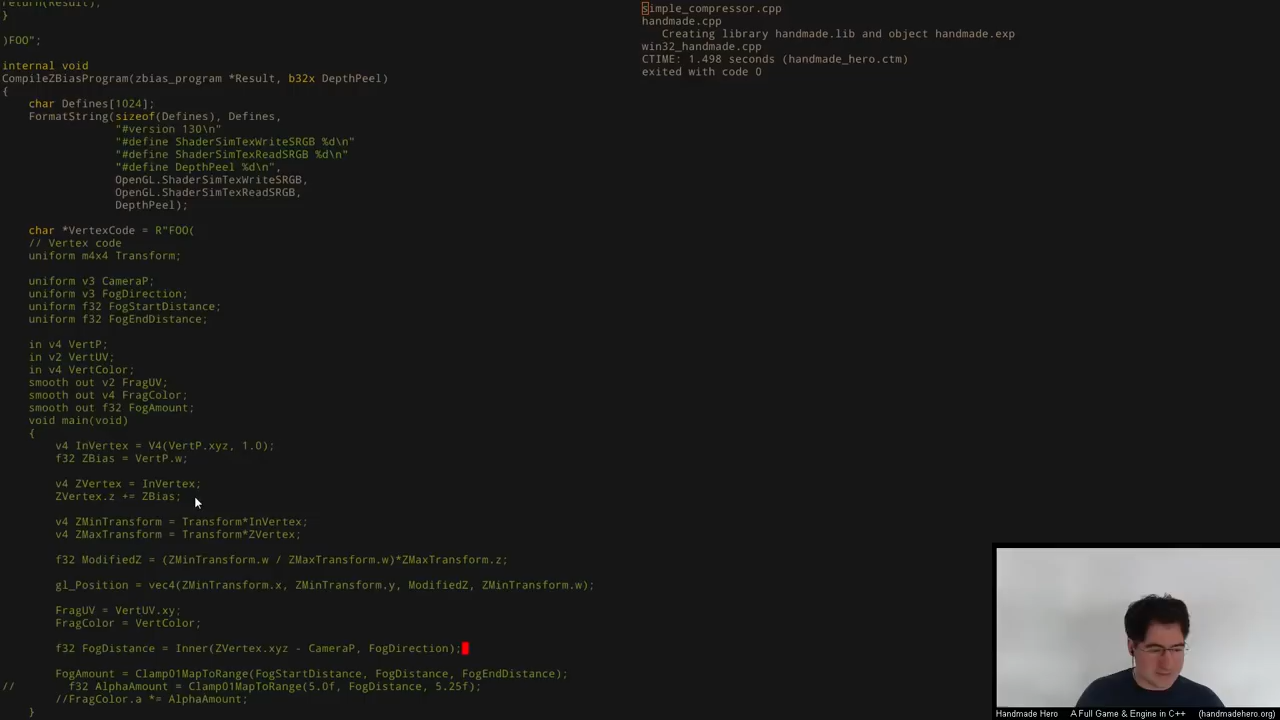 return(Result);
}
)FOO";
internal void
CompileZBiasProgram(zbias_program *Result, b32x DepthPeel)
{
char Defines[1024];
FormatString(sizeof(Defines), Defines,
"#version 130\n"
"#define ShaderSimTexWriteSRGB %d\n"
"#define ShaderSimTexReadSRGB %d\n"
"#define DepthPeel %d\n",
OpenGL.ShaderSimTexWriteSRGB,
OpenGL.ShaderSimTexReadSRGB,
DepthPeel);
char *VertexCode = R"FOO(
// Vertex code
uniform m4x4 Transform;
uniform v3 CameraP;
uniform v3 FogDirection;
uniform f32 FogStartDistance;
uniform f32 FogEndDistance;
in v4 VertP;
in v2 VertUV;
in v4 VertColor;
smooth out v2 FragUV;
smooth out v4 FragColor;
smooth out f32 FogAmount;
void main(void)
{
v4 InVertex = V4(VertP.xyz, 1.0);
f32 ZBias = VertP.w;
v4 ZVertex = InVertex;
ZVertex.z += ZBias;
v4 ZMinTransform = Transform*InVertex;
v4 ZMaxTransform = Transform*ZVertex;
f32 ModifiedZ = (ZMinTransform.w / ZMaxTransform.w)*ZMaxTransform.z;
gl_Position = vec4(ZMinTransform.x, ZMinTransform.y, ModifiedZ, ZMinTransform.w);
FragUV = VertUV.xy;
FragColor = VertColor;
f32 FogDistance = Inner(ZVertex.xyz - CameraP, FogDirection);
FogAmount = Clamp01MapToRange(FogStartDistance, FogDistance, FogEndDistance);
// f32 AlphaAmount = Clamp01MapToRange(5.0f, FogDistance, 5.25f);
//FragColor.a *= AlphaAmount;
}
simple_compressor.cpp
handmade.cpp
Creating library handmade.lib and object handmade.exp
win32_handmade.cpp
CTIME: 1.498 seconds (handmade_hero.ctm)
exited with code 0
Handmade Hero A Full Game & Engine in C++ (handmadehero.org)